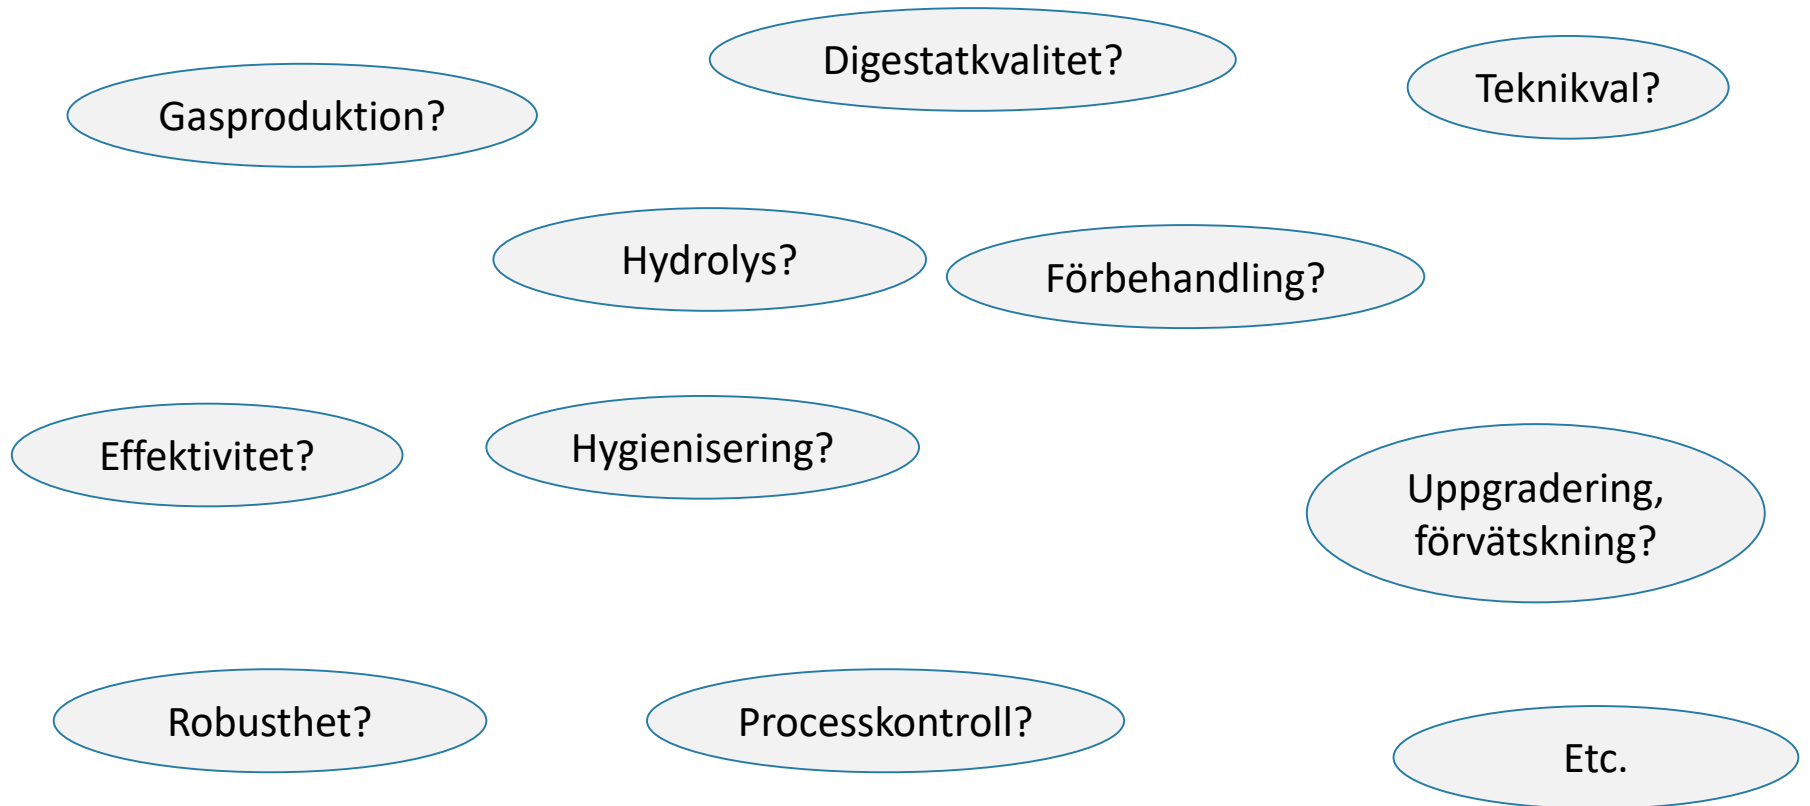 Digestatkvalitet?
Teknikval?
Gasproduktion?
Hydrolys?
Förbehandling?
Effektivitet?
Hygienisering?
Uppgradering,
förvätskning?
Robusthet?
Processkontroll?
Etc.